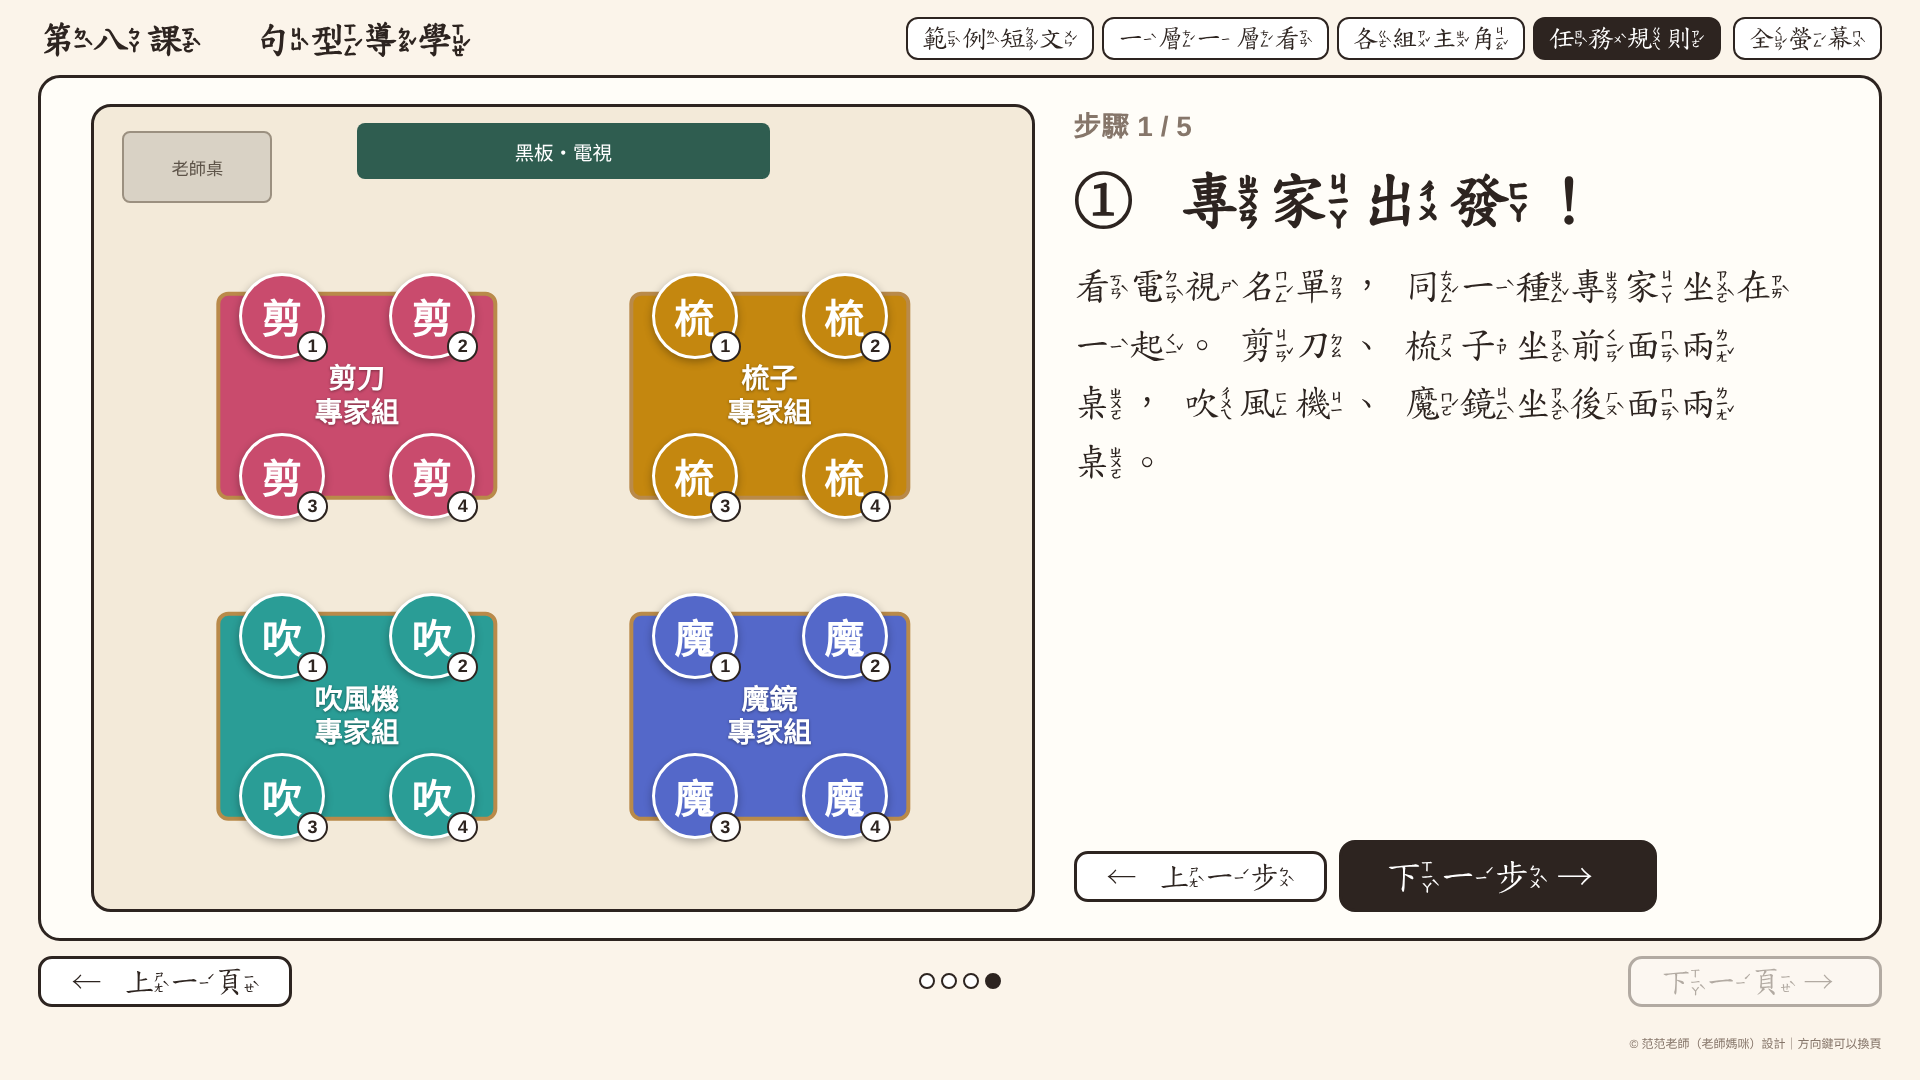 第八課　句型導學
範例短文
一層一層看
各組主角
任務規則
全螢幕
老師桌
黑板・電視
剪 1
剪 2
剪刀
專家組
剪 3
剪 4
梳 1
梳 2
梳子
專家組
梳 3
梳 4
吹 1
吹 2
吹風機
專家組
吹 3
吹 4
魔 1
魔 2
魔鏡
專家組
魔 3
魔 4
步驟 1 / 5
① 專家出發！
看電視名單，同一種專家坐在
一起。剪刀、梳子坐前面兩
桌，吹風機、魔鏡坐後面兩
桌。
← 上一步
下一步 →
← 上一頁
下一頁 →
© 范范老師（老師媽咪）設計｜方向鍵可以換頁